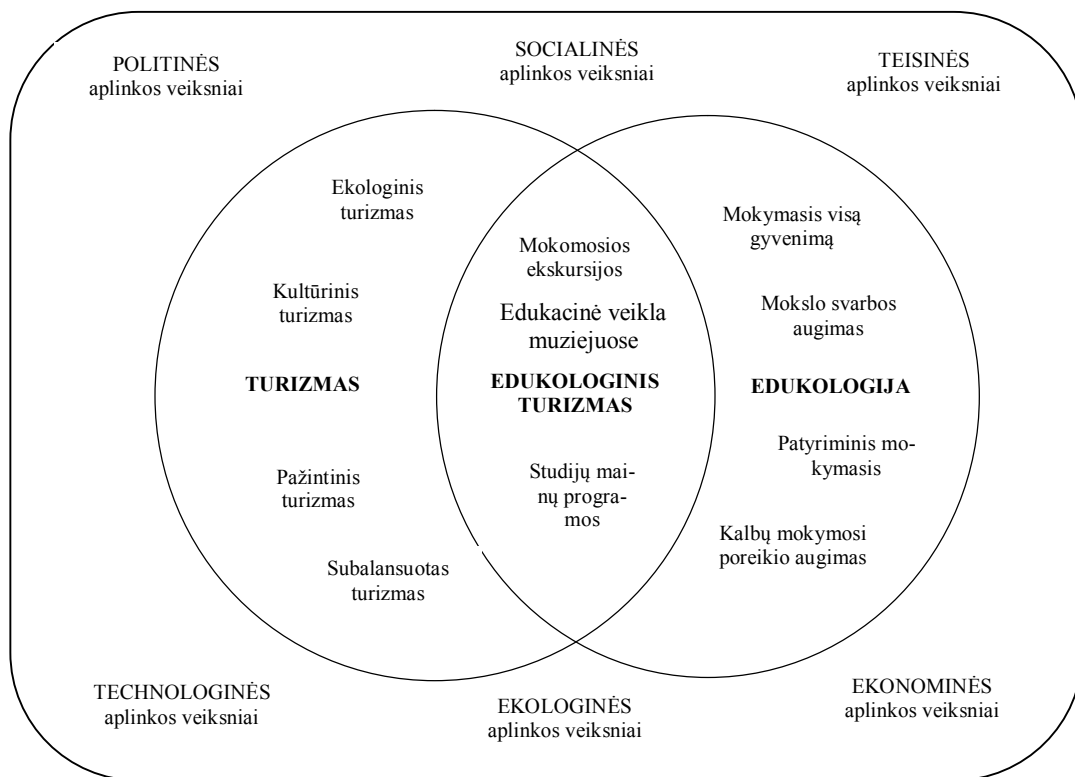 POLITINĖS
aplinkos veiksniai
SOCIALINĖS
aplinkos veiksniai
TEISINĖS
aplinkos veiksniai
Ekologinis
turizmas
Kultūrinis
turizmas
TURIZMAS
Pažintinis
turizmas
Subalansuotas
turizmas
Mokomosios
ekskursijos
Edukacinė veikla
muziejuose
EDUKOLOGINIS
TURIZMAS
Studijų mai-
nų progra-
mos
Mokymasis visą
gyvenimą
Mokslo svarbos
augimas
EDUKOLOGIJA
Patyriminis mo-
kymasis
Kalbų mokymosi
poreikio augimas
TECHNOLOGINĖS
aplinkos veiksniai
EKOLOGINĖS
aplinkos veiksniai
EKONOMINĖS
aplinkos veiksniai